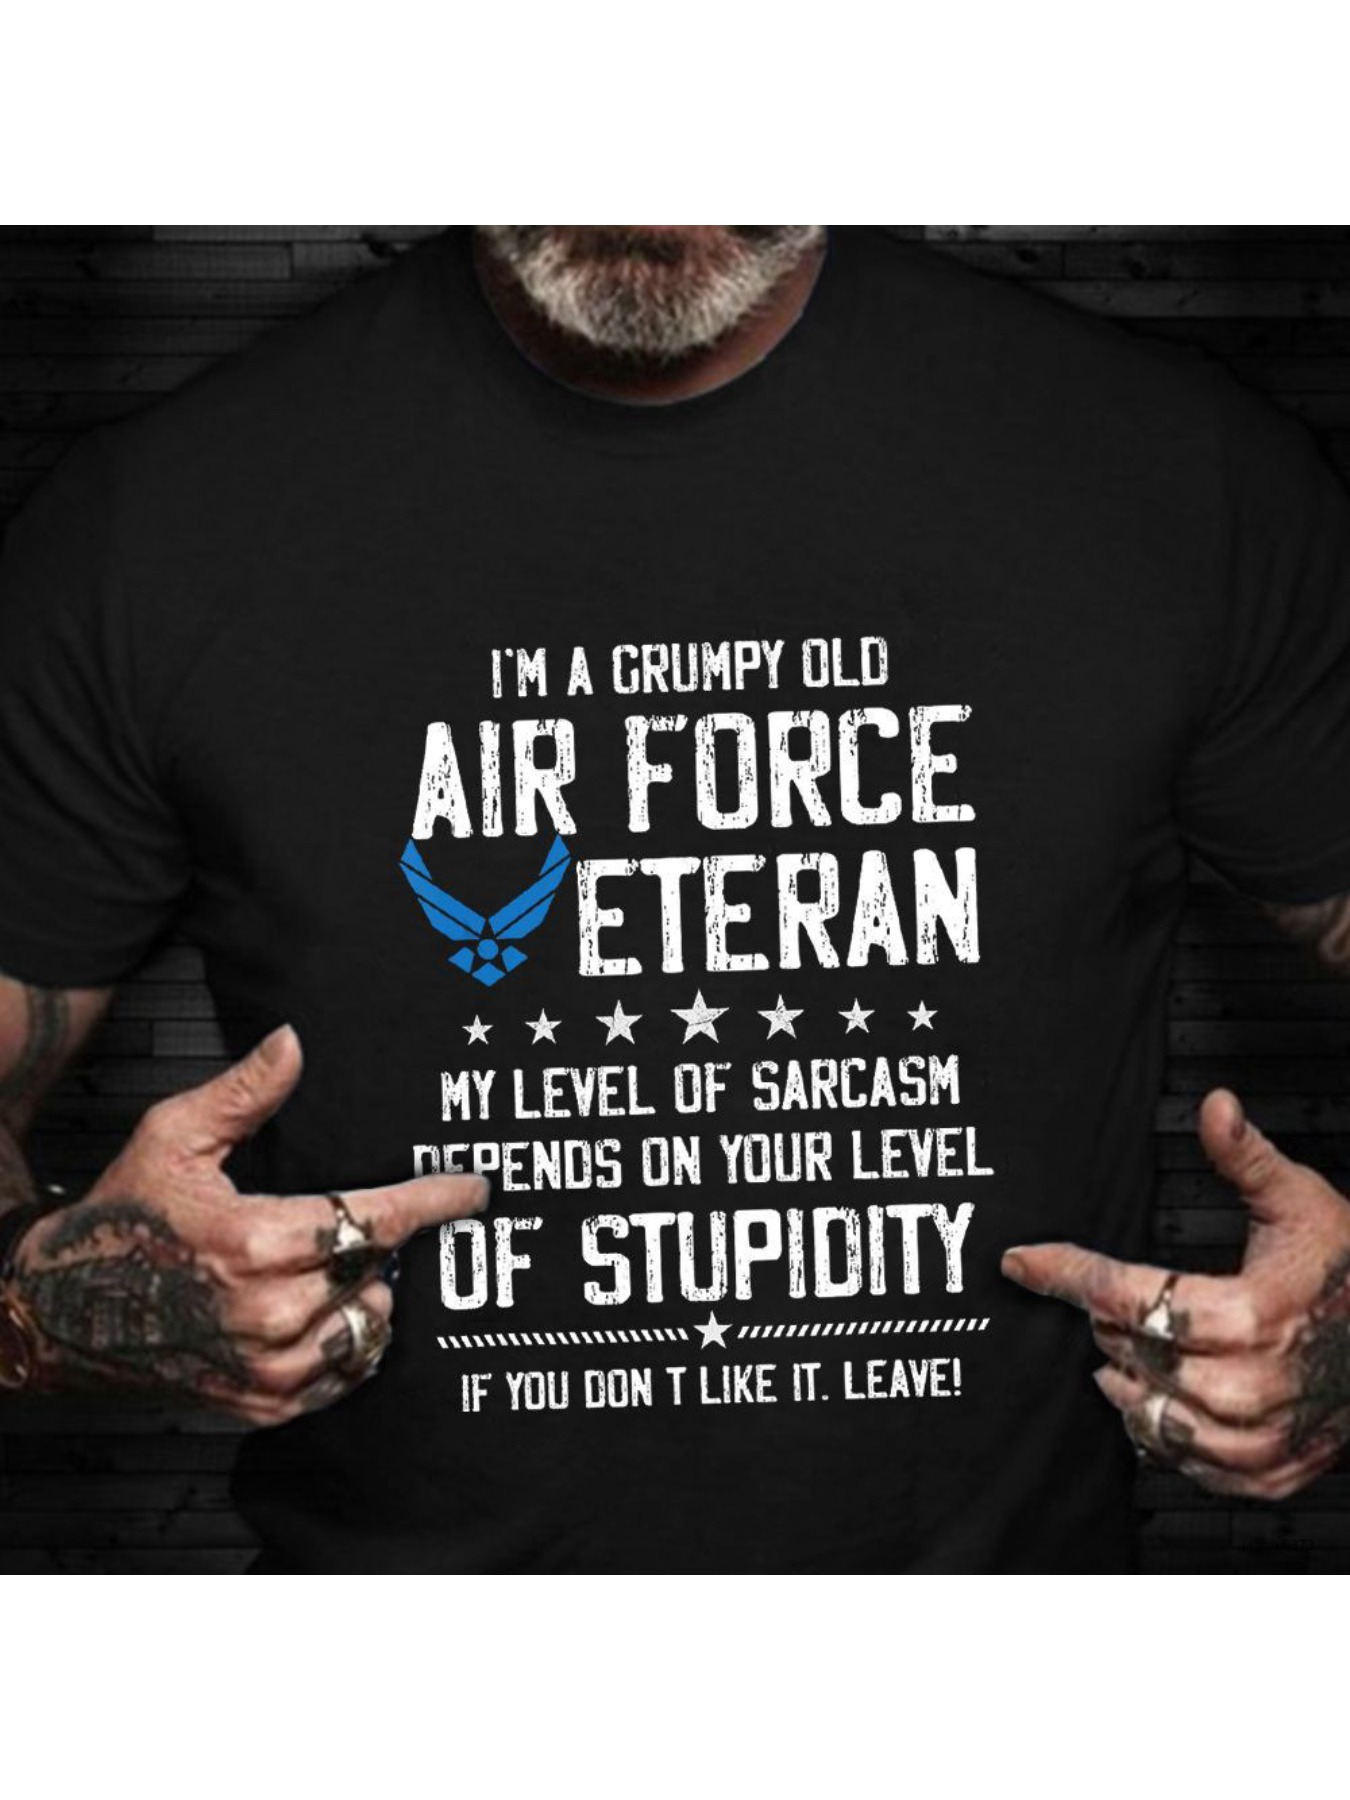 I'M A GRUMPY OLD
AIR FORCE
ETERAN
MY LEVEL OF SARCASM
DEPENDS ON YOUR LEVEL
OF STUPIDITY
IF YOU DON T LIKE IT. LEAVE!